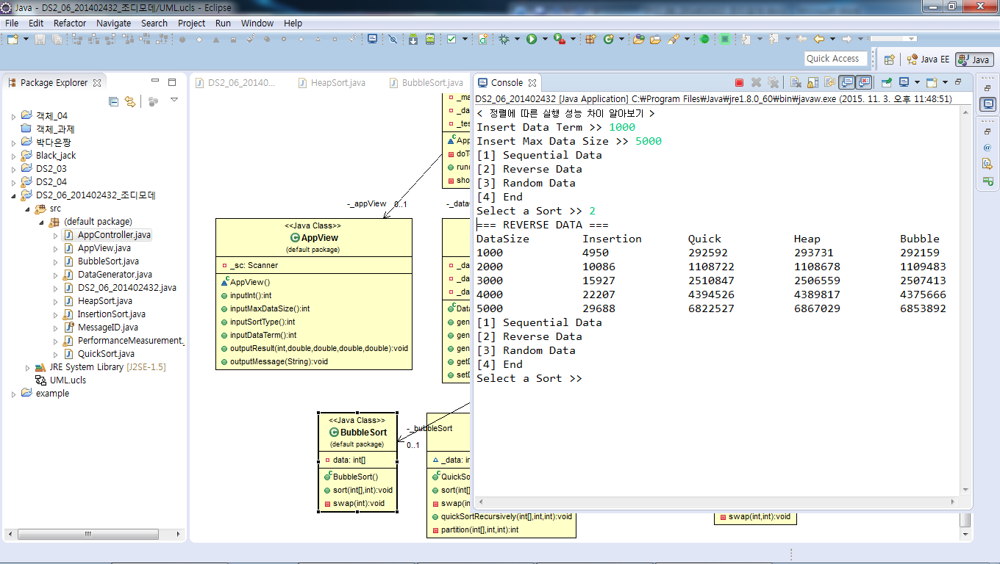 Java - DS2_06_201402432_조디모데/UML.ucls - Eclipse
File Edit Refactor Navigate Search Project Run Window Help
Quick Access
Java EE
Java
Package Explorer
객체_04
객체_과제
박다은짱
Black_jack
DS2_03
DS2_04
DS2_06_201402432_조디모데
src
(default package)
AppController.java
AppView.java
BubbleSort.java
DataGenerator.java
DS2_06_201402432.java
HeapSort.java
InsertionSort.java
MessageID.java
PerformanceMeasurement.
QuickSort.java
JRE System Library [J2SE-1.5]
UML.ucls
example
DS2_06_20140...
HeapSort.java
BubbleSort.java
_ma
_da
_tes
App
doTe
run
sho
-_appView
0..1
-_data
<<Java Class>>
AppView
(default package)
_sc: Scanner
AppView()
inputInt():int
inputMaxDataSize():int
inputSortType():int
inputDataTerm():int
outputResult(int,double,double,double,double):void
outputMessage(String):void
_da
_da
_da
Data
gen
gen
gen
getD
setD
<<Java Class>>
BubbleSort
(default package)
data: int[]
BubbleSort()
sort(int[],int):void
swap(int):void
-_bubbleSort
0..1
_data: in
QuickSo
sort(int[
swap(in
quickSortRecursively(int[],int,int):void
partition(int[],int,int):int
swap(int,int):void
Console
DS2_06_201402432 [Java Application] C:₩Program Files₩Java₩jre1.8.0_60₩bin₩javaw.exe (2015. 11. 3. 오후 11:48:51)
< 정렬에 따른 실행 성능 차이 알아보기 >
Insert Data Term >> 1000
Insert Max Data Size >> 5000
[1] Sequential Data
[2] Reverse Data
[3] Random Data
[4] End
Select a Sort >> 2
=== REVERSE DATA ===
DataSize Insertion Quick Heap Bubble
1000 4950 292592 293731 292159
2000 10086 1108722 1108678 1109483
3000 15927 2510847 2506559 2507413
4000 22207 4394526 4389817 4375666
5000 29688 6822527 6867029 6853892
[1] Sequential Data
[2] Reverse Data
[3] Random Data
[4] End
Select a Sort >>